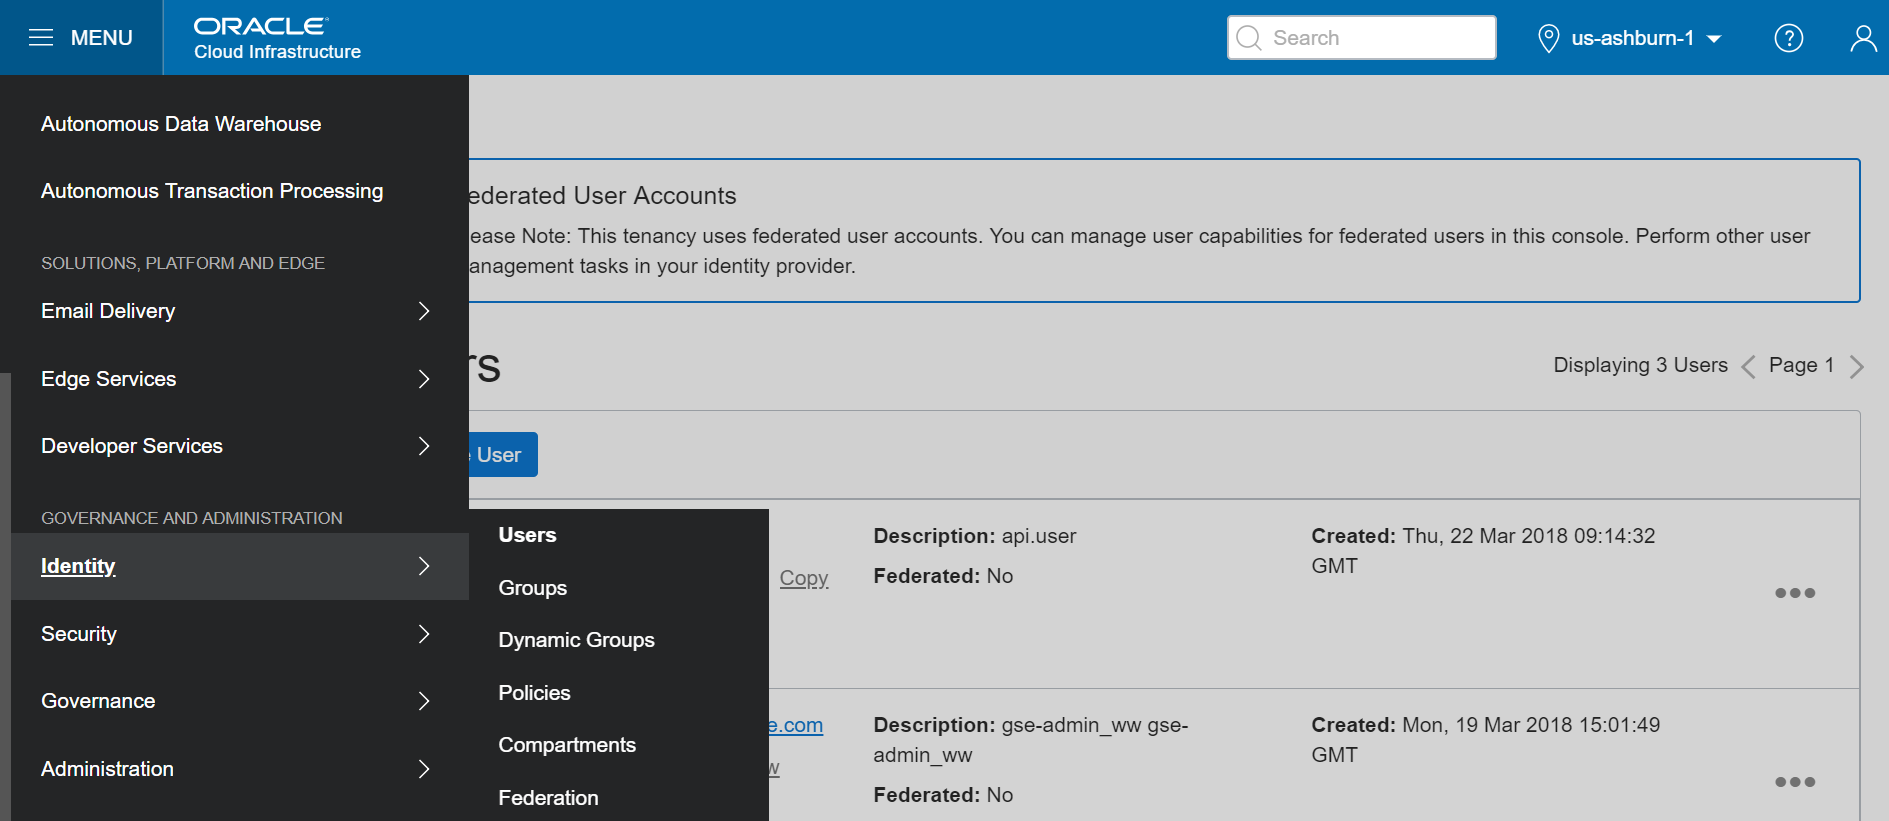 MENU
ORACLE
Cloud Infrastructure
Search
us-ashburn-1
?
Autonomous Data Warehouse
Autonomous Transaction Processing
SOLUTIONS, PLATFORM AND EDGE
Email Delivery
Edge Services
Developer Services
GOVERNANCE AND ADMINISTRATION
Identity
Security
Governance
Administration
Users
Groups
Dynamic Groups
Policies
Compartments
Federation
ederated User Accounts
ease Note: This tenancy uses federated user accounts. You can manage user capabilities for federated users in this console. Perform other user
anagement tasks in your identity provider.
rs
Displaying 3 Users
Page 1
User
Copy
Description: api.user
Federated: No
Created: Thu, 22 Mar 2018 09:14:32
GMT
e.com
w
Description: gse-admin_ww gse-
admin_ww
Federated: No
Created: Mon, 19 Mar 2018 15:01:49
GMT